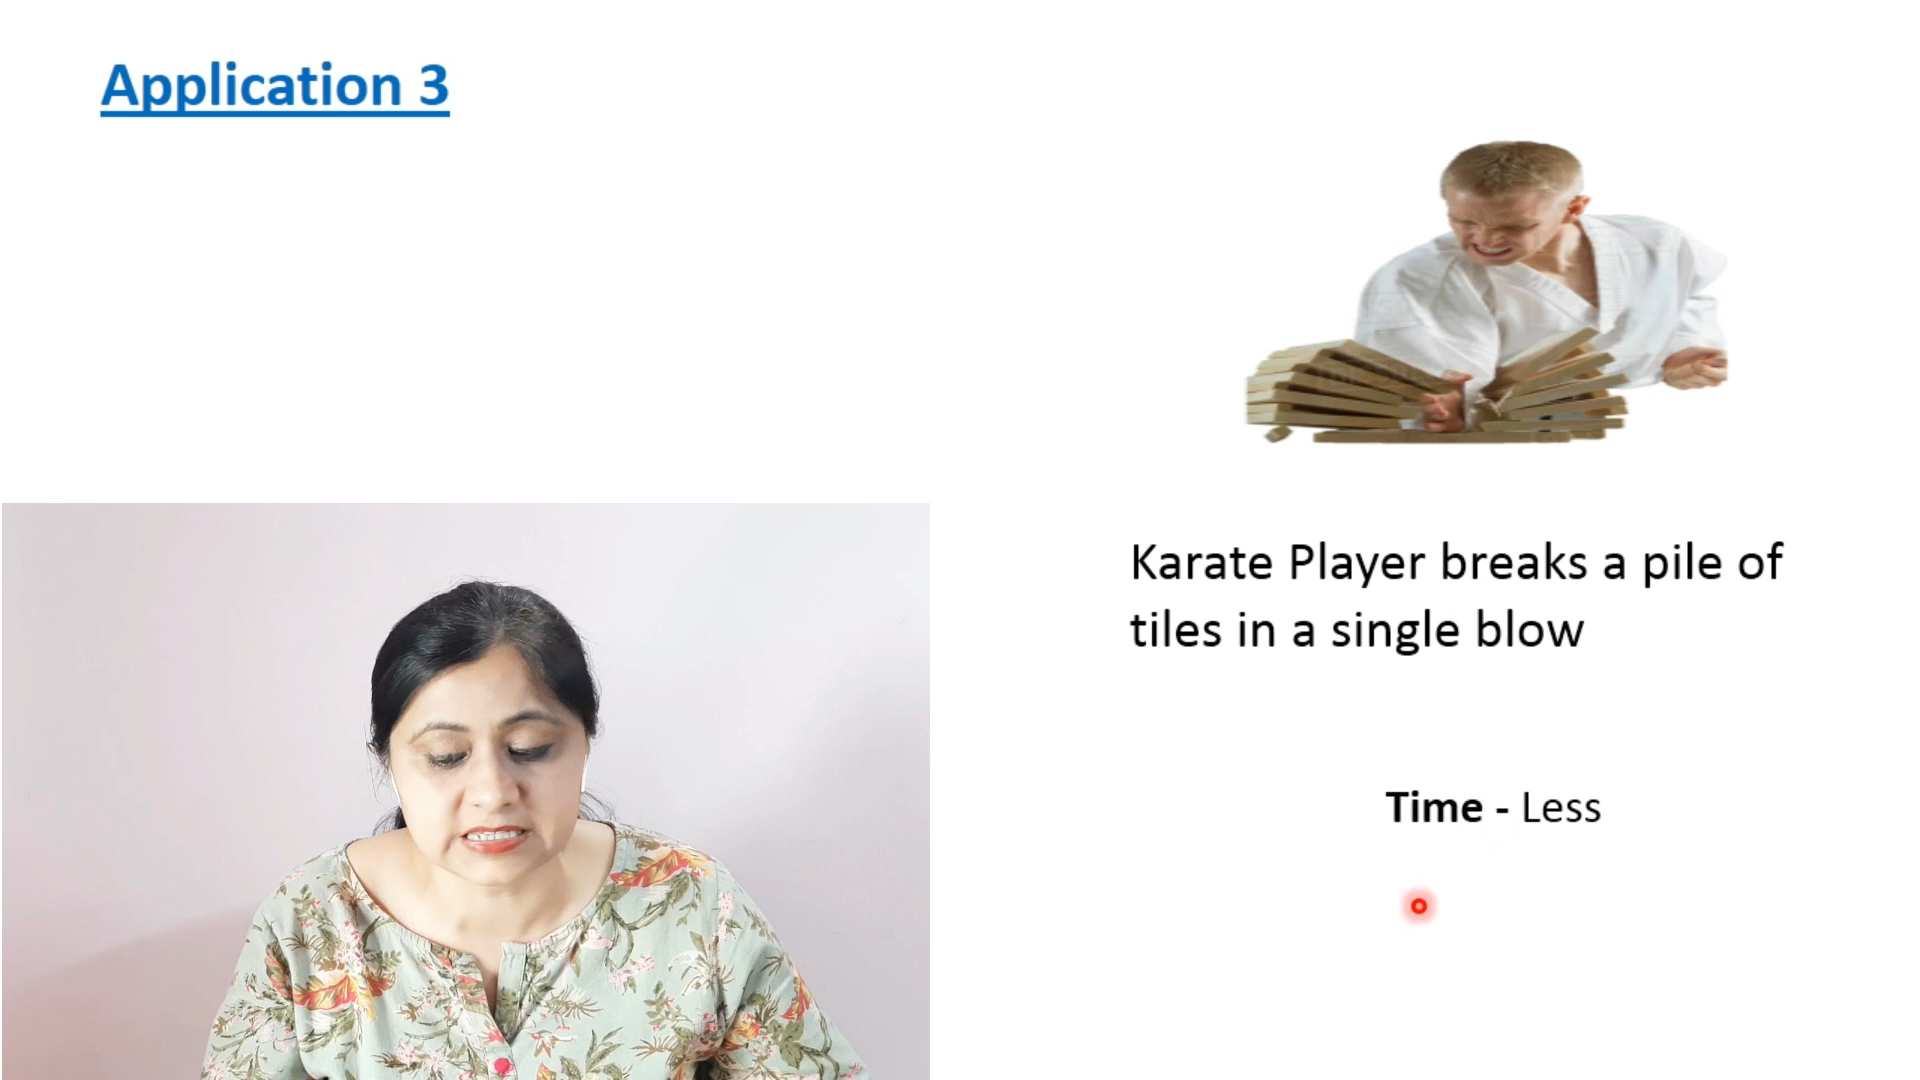 Application 3
Karate Player breaks a pile of
tiles in a single blow
Time - Less